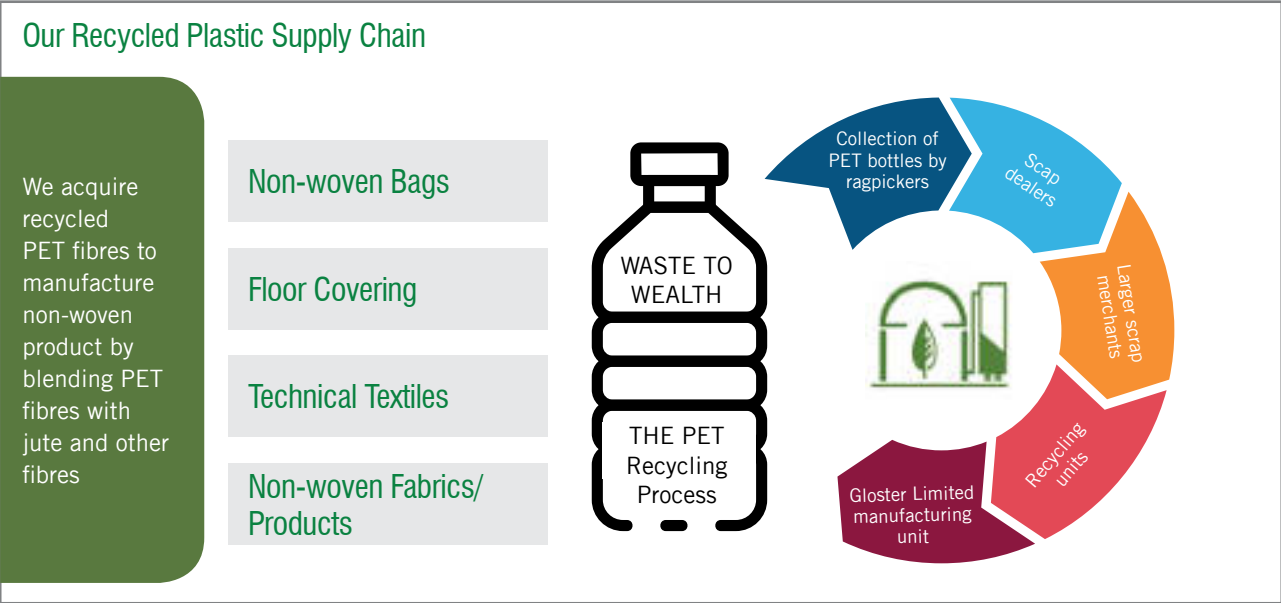 Our Recycled Plastic Supply Chain
We acquire
recycled
PET fibres to
manufacture
non-woven
product by
blending PET
fibres with
jute and other
fibres
Non-woven Bags
Floor Covering
Technical Textiles
Non-woven Fabrics/
Products
WASTE TO
WEALTH
THE PET
Recycling
Process
Collection of
PET bottles by
ragpickers
Scap
dealers
Larger scrap
merchants
Recycling
units
Gloster Limited
manufacturing
unit